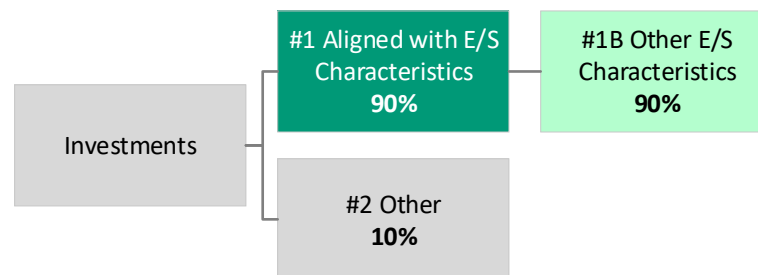 Investments
#1 Aligned with E/S
Characteristics
90%
#1B Other E/S
Characteristics
90%
#2 Other
10%